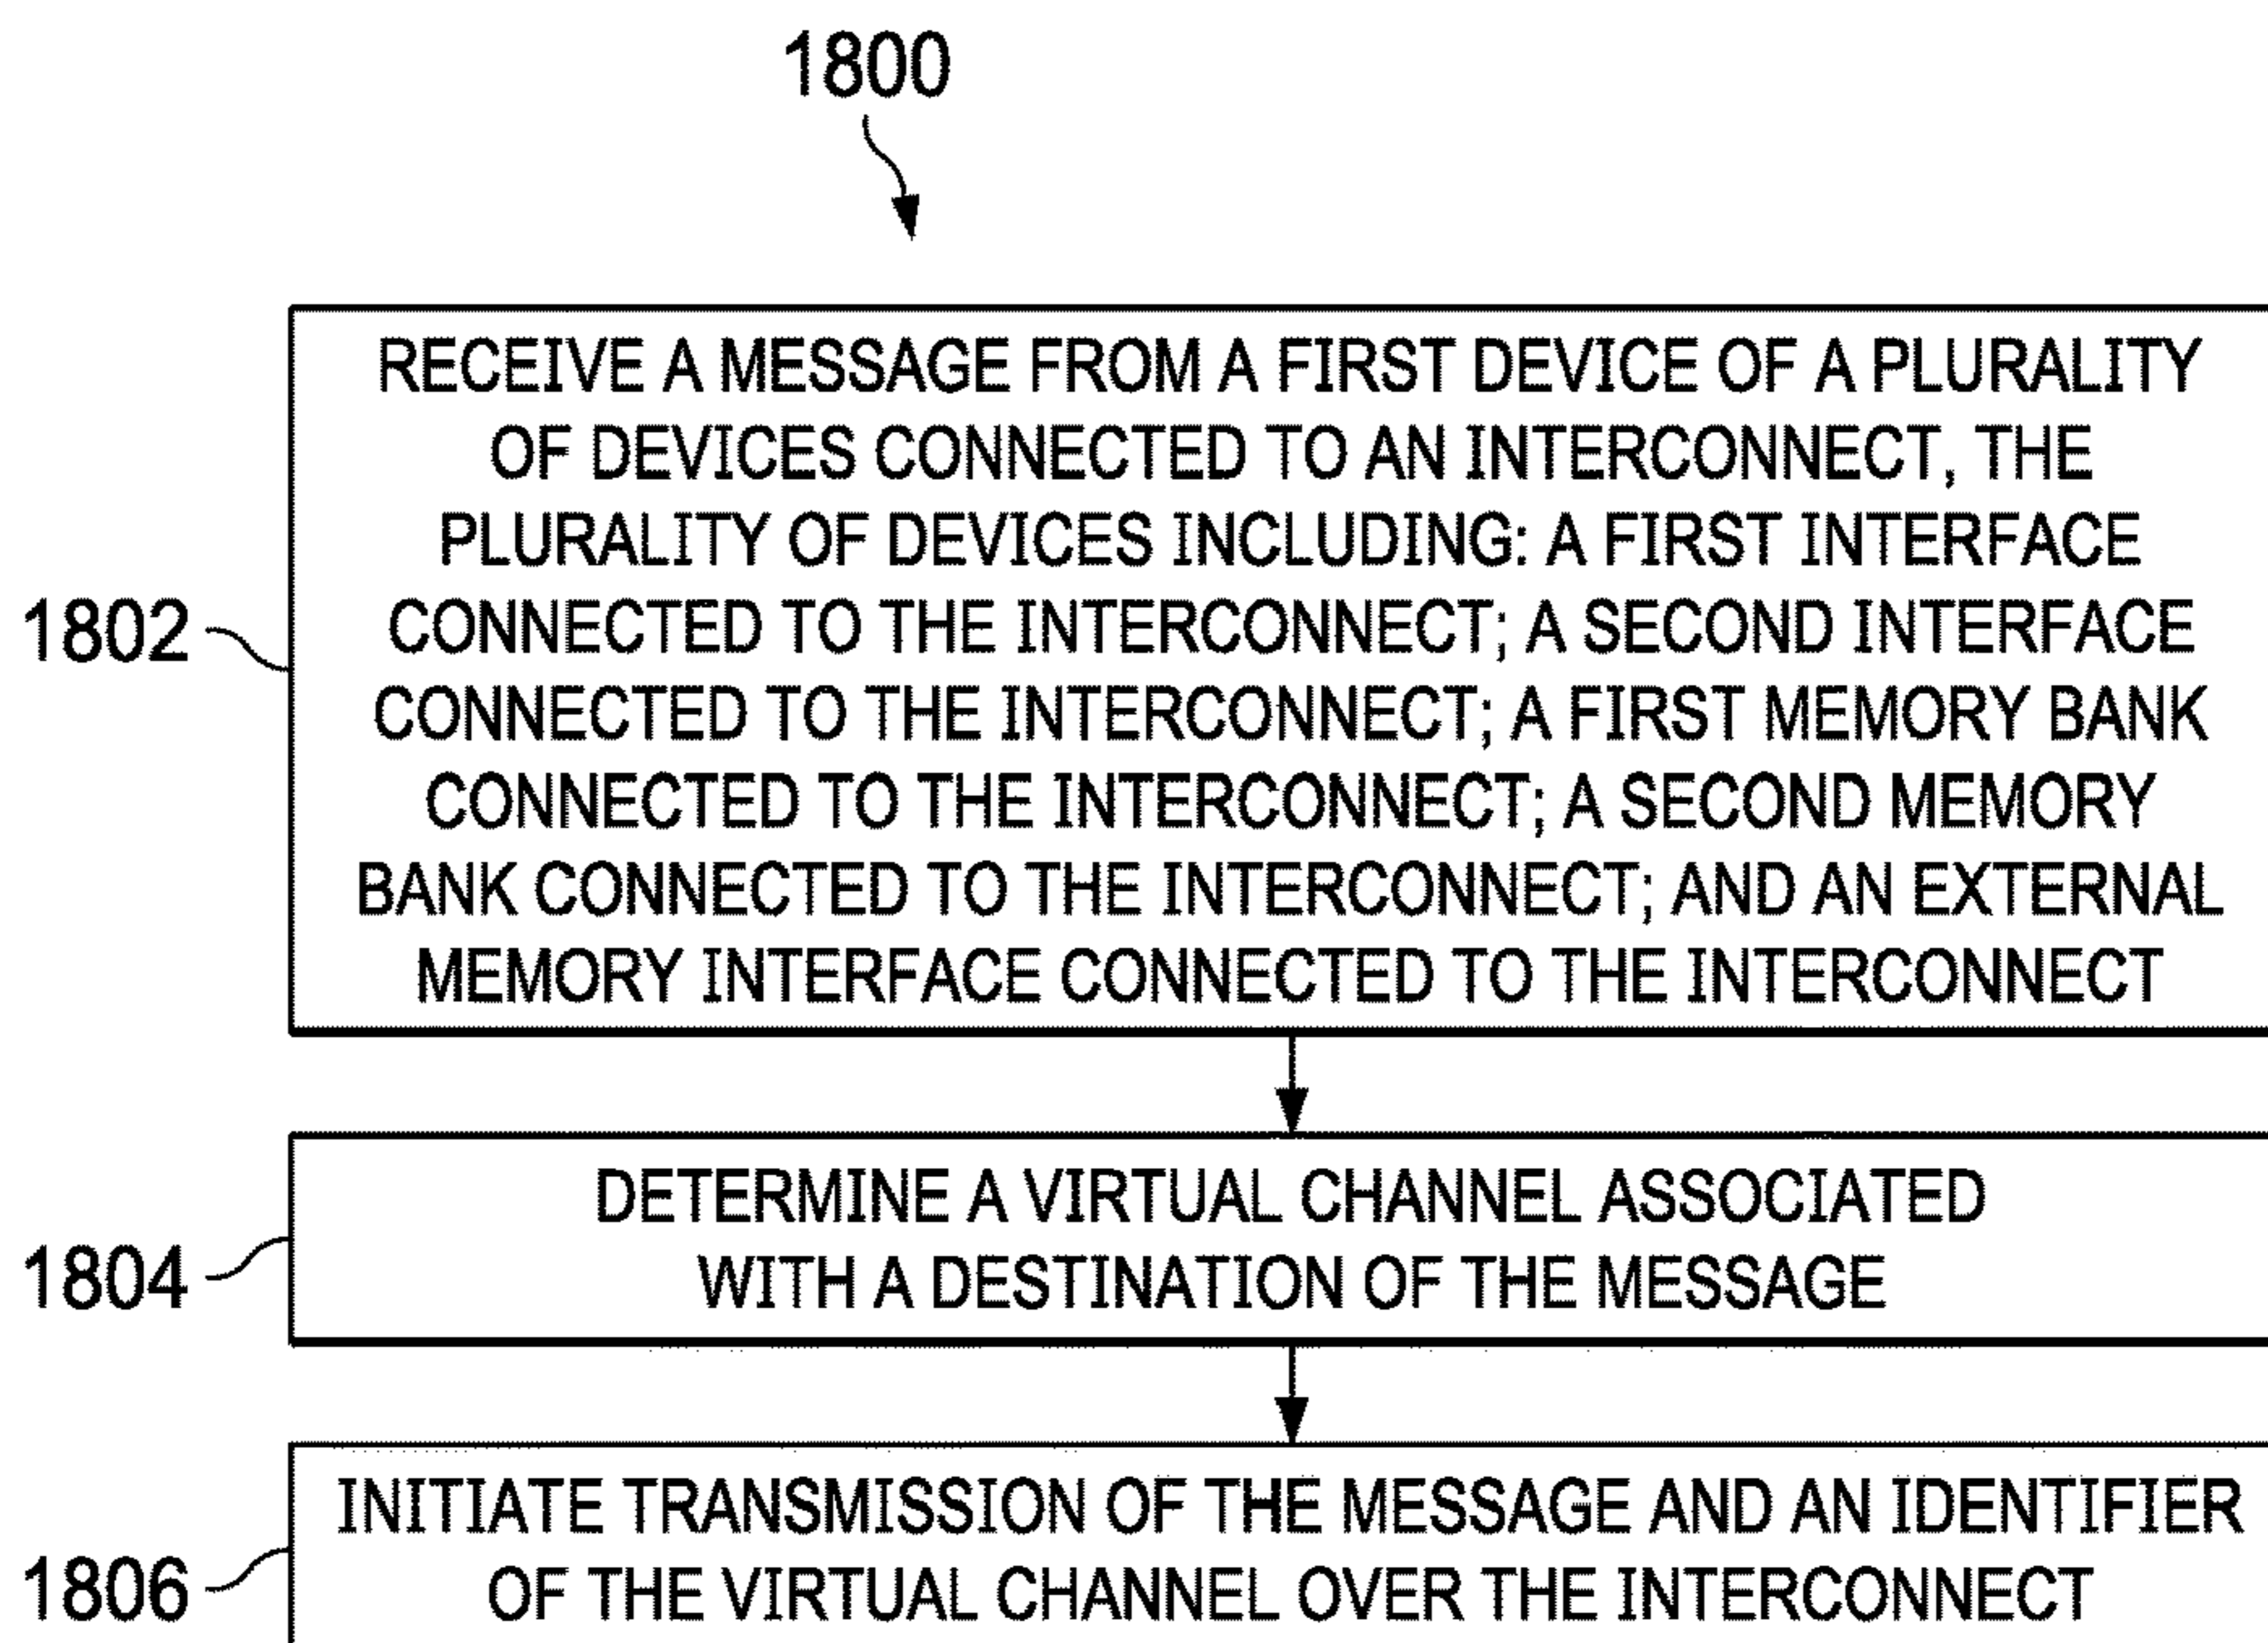 1800
RECEIVE A MESSAGE FROM A FIRST DEVICE OF A PLURALITY
OF DEVICES CONNECTED TO AN INTERCONNECT, THE
PLURALITY OF DEVICES INCLUDING: A FIRST INTERFACE
CONNECTED TO THE INTERCONNECT; A SECOND INTERFACE
CONNECTED TO THE INTERCONNECT; A FIRST MEMORY BANK
CONNECTED TO THE INTERCONNECT; A SECOND MEMORY
BANK CONNECTED TO THE INTERCONNECT; AND AN EXTERNAL
MEMORY INTERFACE CONNECTED TO THE INTERCONNECT
1802
DETERMINE A VIRTUAL CHANNEL ASSOCIATED
WITH A DESTINATION OF THE MESSAGE
1804
INITIATE TRANSMISSION OF THE MESSAGE AND AN IDENTIFIER
OF THE VIRTUAL CHANNEL OVER THE INTERCONNECT
1806